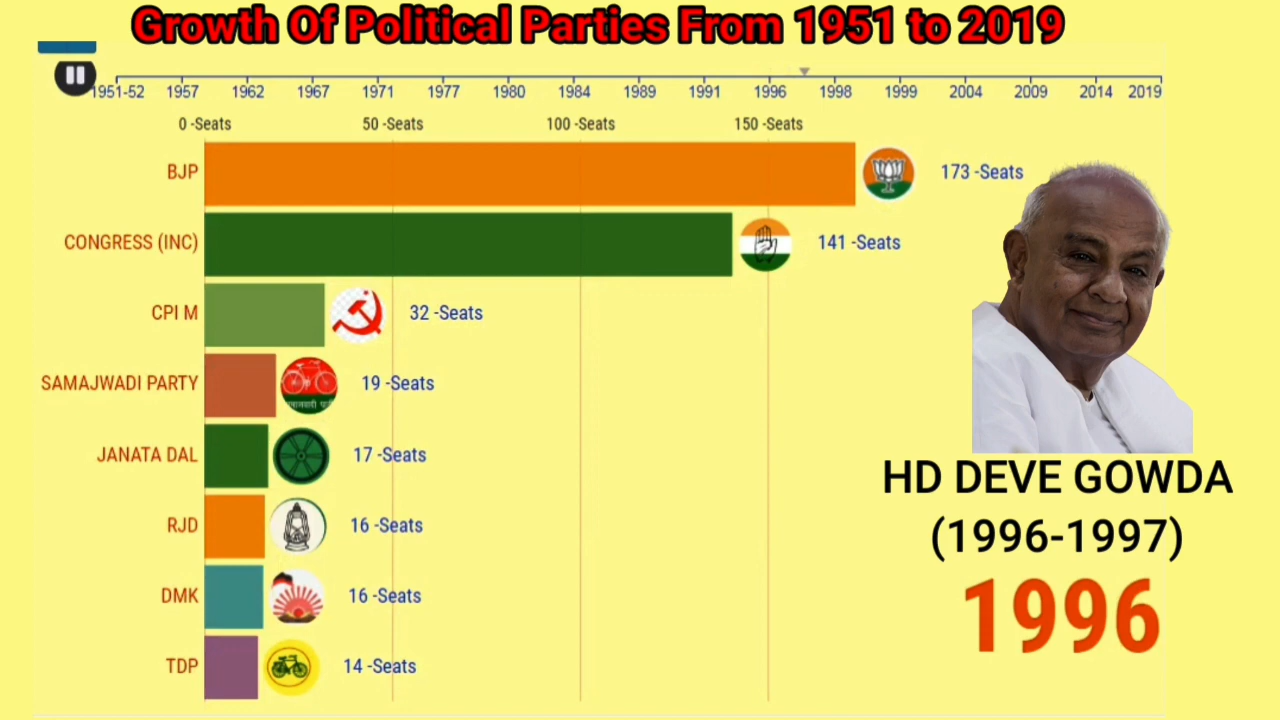 Growth Of Political Parties From 1951 to 2019
1951-52 1957 1962 1967 1971 1977 1980 1984 1989 1991 1996 1998 1999 2004 2009 2014 2019
0 -Seats 50 -Seats 100 -Seats 150 -Seats
BJP 173 -Seats
CONGRESS (INC) 141 -Seats
CPI M 32 -Seats
SAMAJWADI PARTY 19 -Seats
JANATA DAL 17 -Seats
RJD 16 -Seats
DMK 16 -Seats
TDP 14 -Seats
HD DEVE GOWDA
(1996-1997)
1996